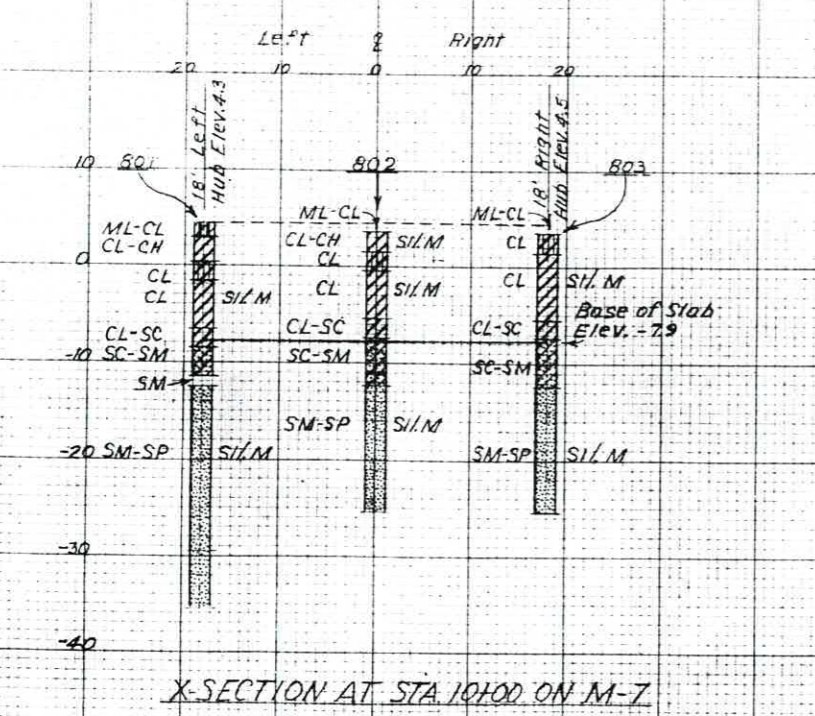 Left ℄ Right
20 10 0 10 20
18' Left
Hub Elev. 4.3
18' Right
Hub Elev. 4.5
10
801
802
803
ML-CL
ML-CL
ML-CL
CL-CH
CL-CH
Sil. M
CL
0
CL
CL
CL
Sil. M
CL
Sil. M
CL
Sil. M
Base of Slab
Elev. -7.9
CL-SC
CL-SC
CL-SC
-10
SC-SM
SC-SM
SC-SM
SM
SM-SP
Sil. M
-20
SM-SP
Sil. M
SM-SP
Sil. M
-30
-40
X-SECTION AT STA. 10+00 ON M-7